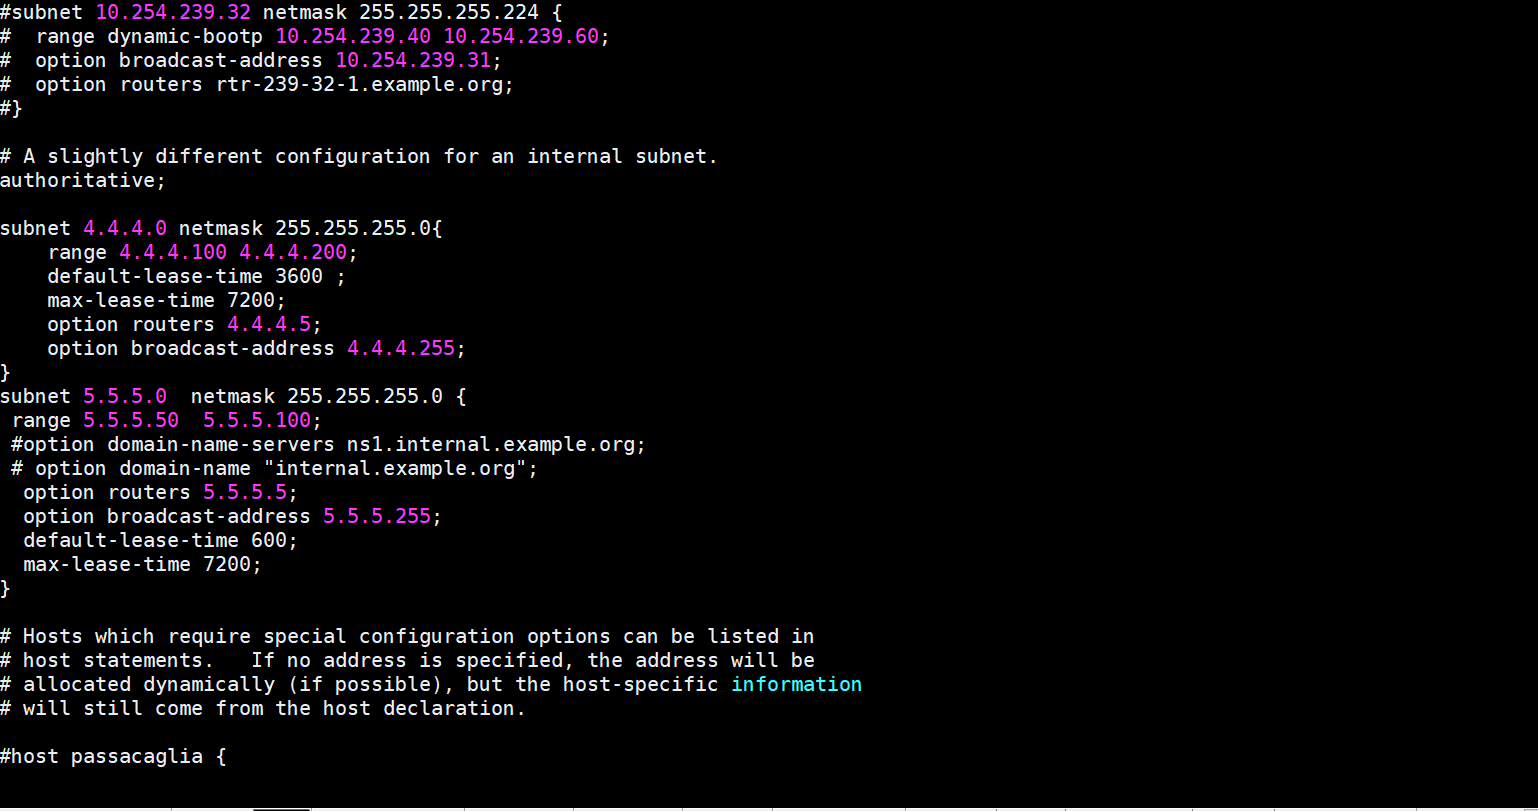 #subnet 10.254.239.32 netmask 255.255.255.224 {
#  range dynamic-bootp 10.254.239.40 10.254.239.60;
#  option broadcast-address 10.254.239.31;
#  option routers rtr-239-32-1.example.org;
#}

# A slightly different configuration for an internal subnet.
authoritative;

subnet 4.4.4.0 netmask 255.255.255.0{
    range 4.4.4.100 4.4.4.200;
    default-lease-time 3600 ;
    max-lease-time 7200;
    option routers 4.4.4.5;
    option broadcast-address 4.4.4.255;
}
subnet 5.5.5.0  netmask 255.255.255.0 {
 range 5.5.5.50  5.5.5.100;
 #option domain-name-servers ns1.internal.example.org;
 # option domain-name "internal.example.org";
  option routers 5.5.5.5;
  option broadcast-address 5.5.5.255;
  default-lease-time 600;
  max-lease-time 7200;
}

# Hosts which require special configuration options can be listed in
# host statements.   If no address is specified, the address will be
# allocated dynamically (if possible), but the host-specific information
# will still come from the host declaration.

#host passacaglia {